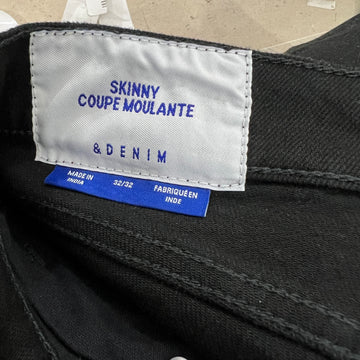 SKINNY
COUPE MOULANTE
& DENIM
MADE IN
INDIA
32/32
FABRIQUÉ EN
INDE